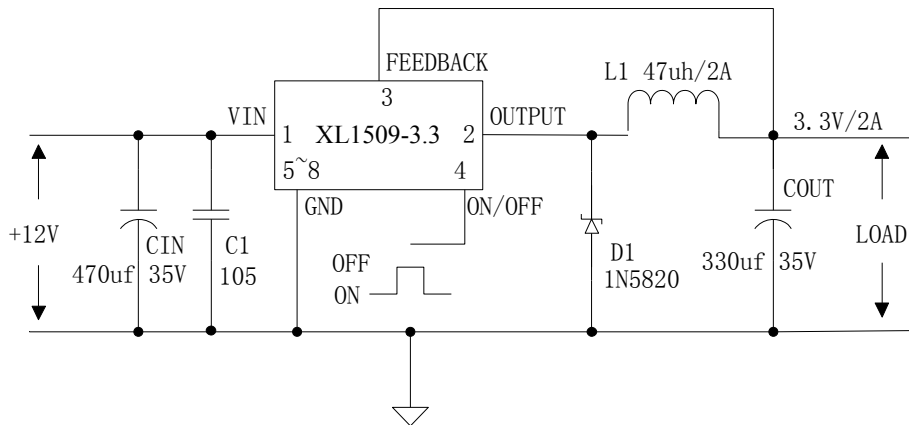 FEEDBACK
L1 47uh/2A
3
VIN
OUTPUT
1
XL1509-3.3
2
3.3V/2A
5~8
4
GND
ON/OFF
COUT
+12V
CIN
C1
OFF
D1
LOAD
470uf 35V
105
ON
1N5820
330uf 35V